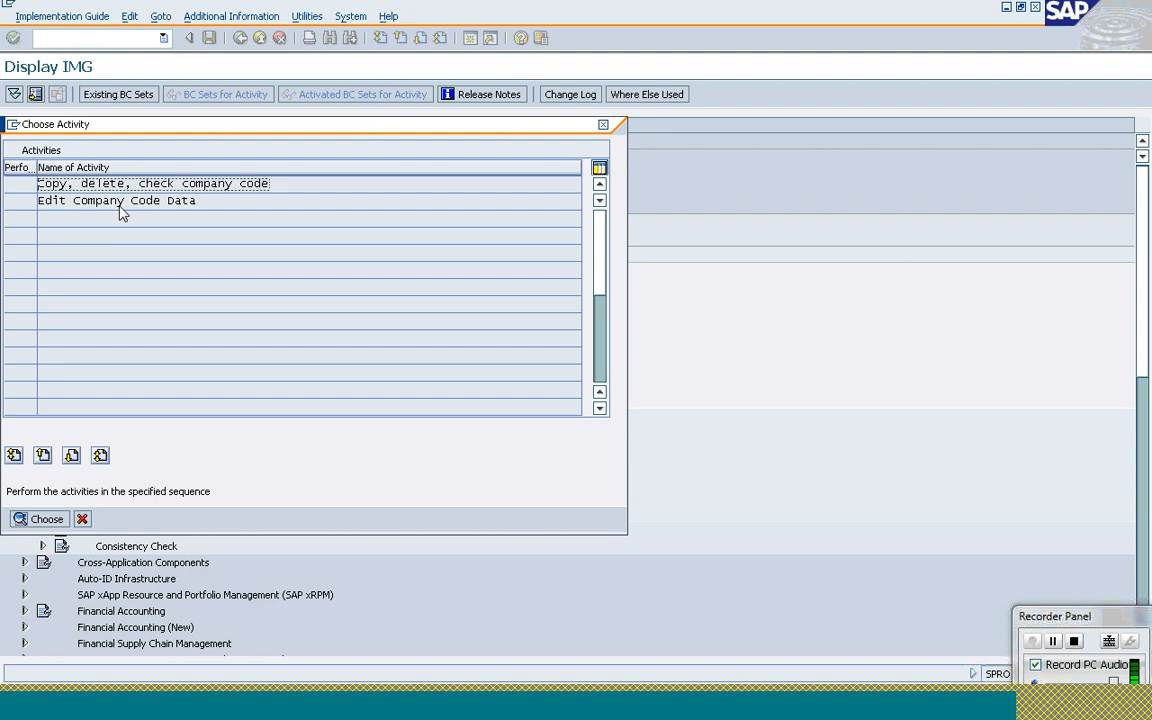 Implementation Guide Edit Goto Additional Information Utilities System Help
SAP
Display IMG
Existing BC Sets BC Sets for Activity Activated BC Sets for Activity Release Notes Change Log Where Else Used
Choose Activity
Activities
Perfo... Name of Activity
Copy, delete, check company code
Edit Company Code Data
Perform the activities in the specified sequence
Choose
Consistency Check
Cross-Application Components
Auto-ID Infrastructure
SAP xApp Resource and Portfolio Management (SAP xRPM)
Financial Accounting
Financial Accounting (New)
Financial Supply Chain Management
Recorder Panel
Record PC Audio
SPRO